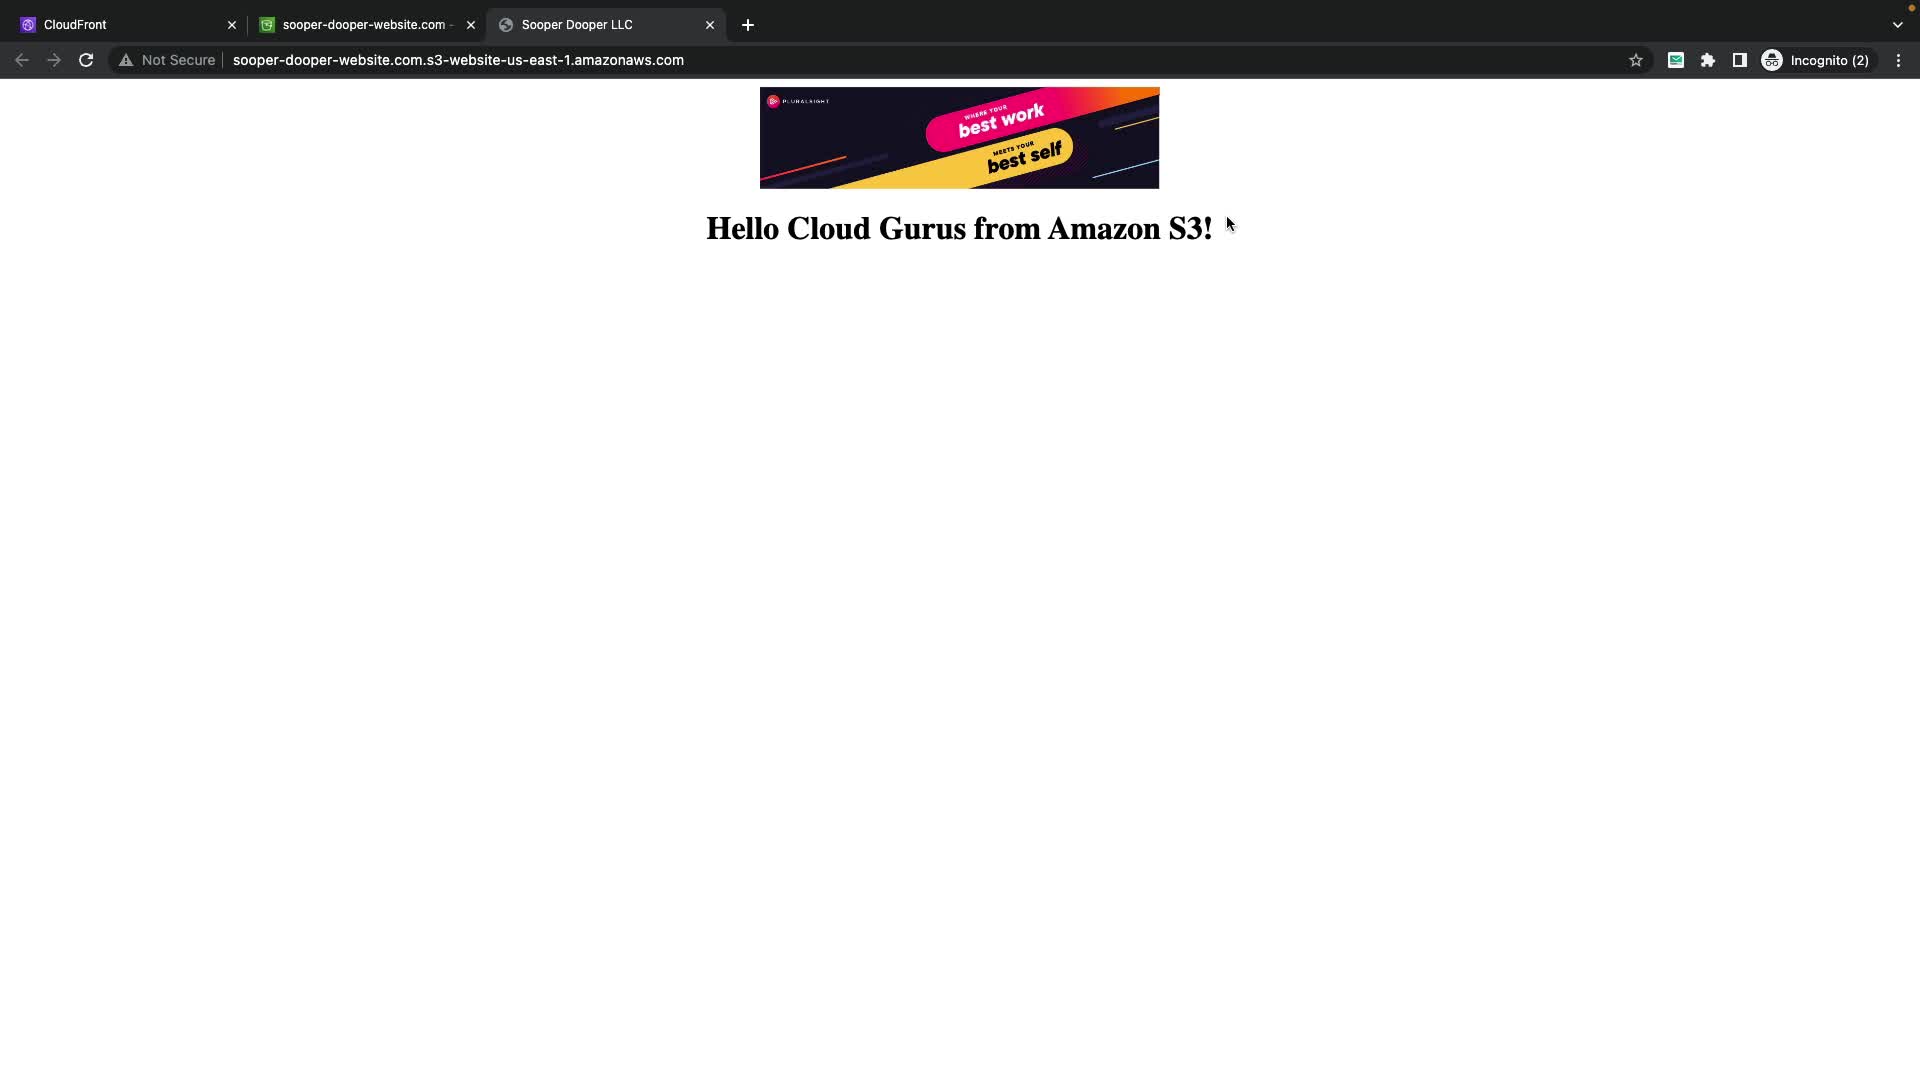 CloudFront
sooper-dooper-website.com -
Sooper Dooper LLC
Not Secure
sooper-dooper-website.com.s3-website-us-east-1.amazonaws.com
Incognito (2)
PLURALSIGHT
WHERE YOUR
best work
MEETS YOUR
best self
Hello Cloud Gurus from Amazon S3!